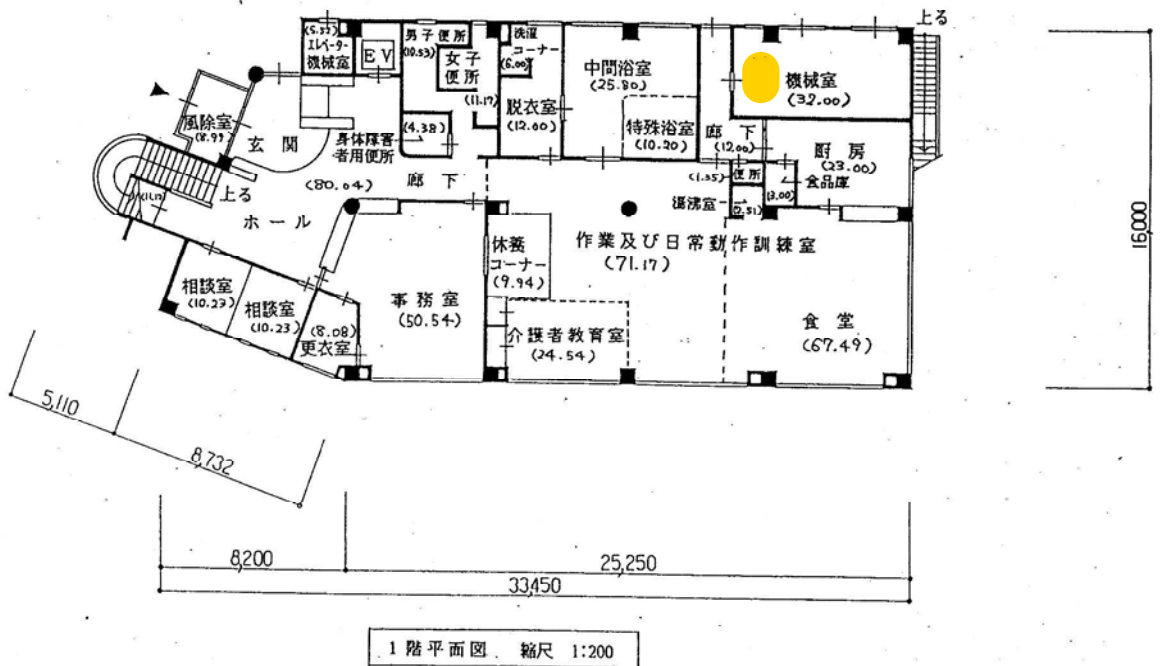 上る
(5.37)
エレベーター
機械室
EV
男子便所
(10.53)
女子
便所
(11.17)
洗濯
コーナー
(6.00)
脱衣室
(12.00)
中間浴室
(25.80)
特殊浴室
(10.20)
廊下
(12.00)
機械室
(32.00)
厨房
(23.00)
食品庫
(3.00)
風除室
(8.99)
玄関
(4.38)
身体障害
者用便所
(80.04)
廊下
(1.35)
便所
湯沸室
(2.51)
上る
ホール
休養
コーナー
(9.94)
作業及び日常動作訓練室
(71.17)
相談室
(10.23)
相談室
(10.23)
(8.08)
更衣室
事務室
(50.54)
介護者教育室
(24.54)
食堂
(67.49)
16,000
5,110
8,732
8,200
25,250
33,450
1階平面図 縮尺 1:200